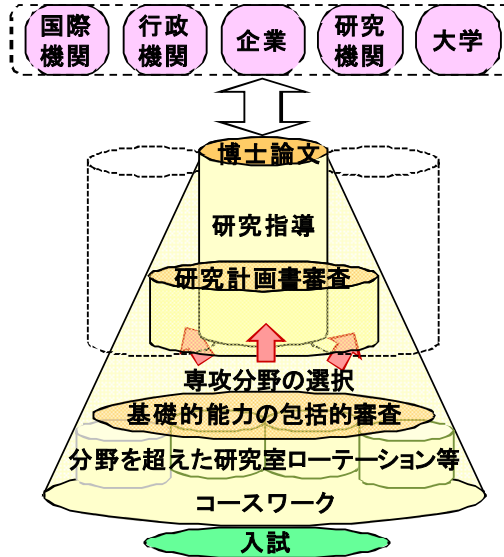 国際
機関
行政
機関
企業
研究
機関
大学
博士論文
研究指導
研究計画書審査
専攻分野の選択
基礎的能力の包括的審査
分野を超えた研究室ローテーション等
コースワーク
入試